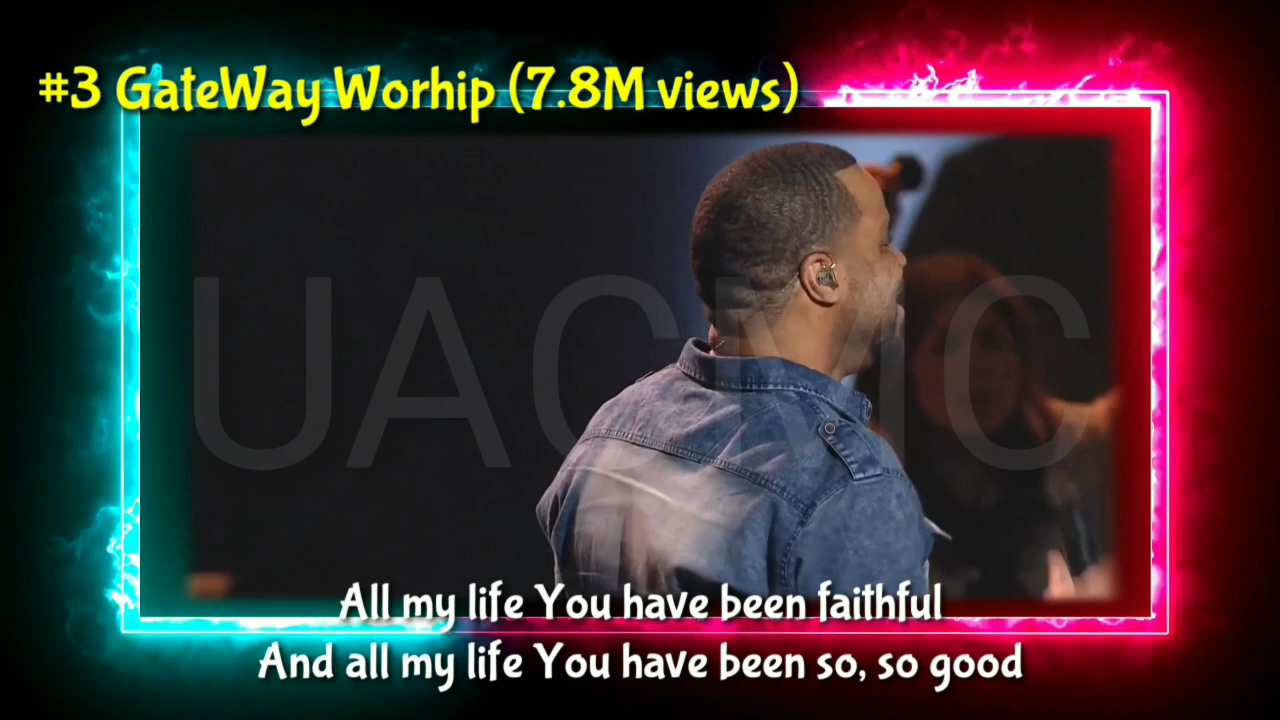 #3 GateWay Worhip (7.8M views)
UACMC
All my life You have been faithful
And all my life You have been so, so good